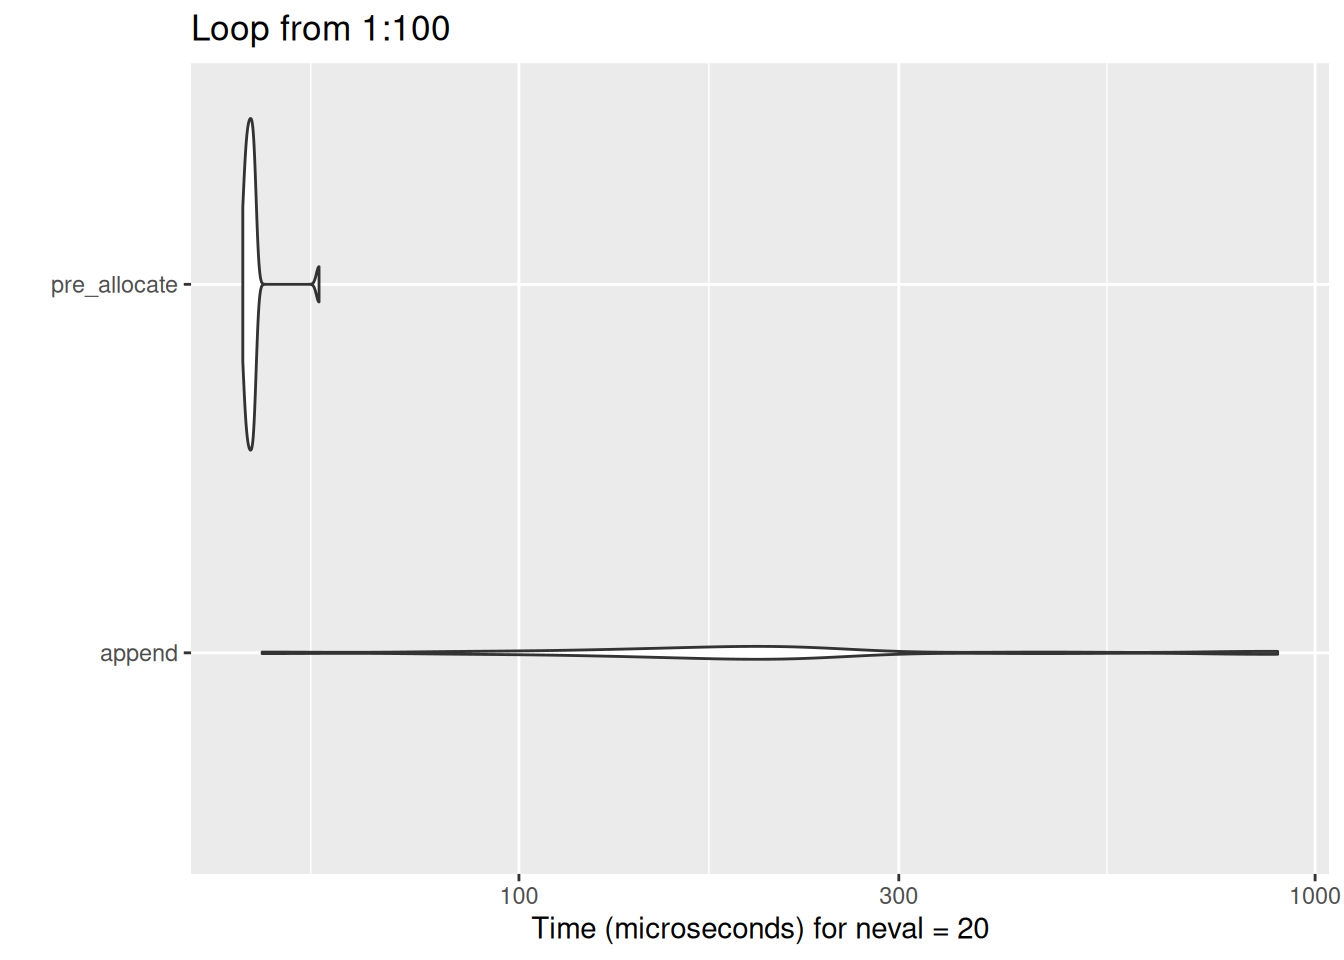 Loop from 1:100
pre_allocate
append
100 300 1000
Time (microseconds) for neval = 20